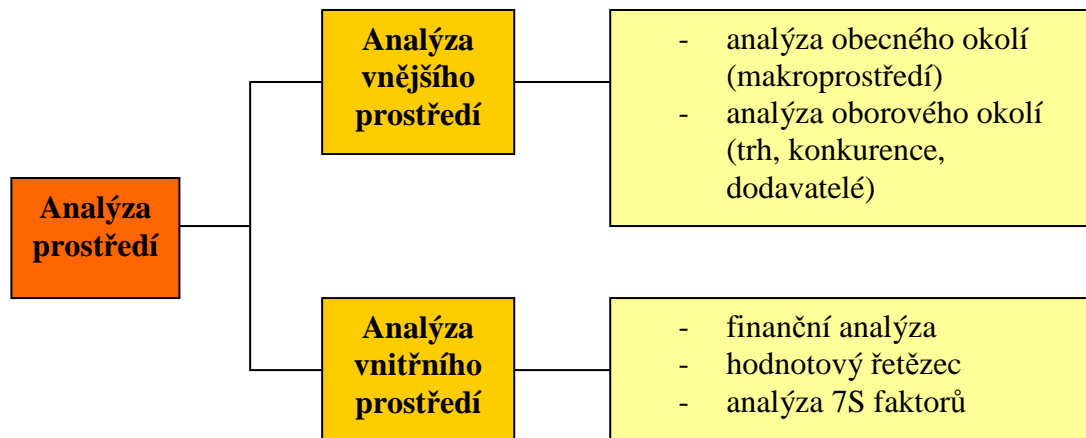 Analýza
prostředí
Analýza
vnějšího
prostředí
- analýza obecného okolí
(makroprostředí)
- analýza oborového okolí
(trh, konkurence,
dodavatelé)
Analýza
vnitřního
prostředí
- finanční analýza
- hodnotový řetězec
- analýza 7S faktorů